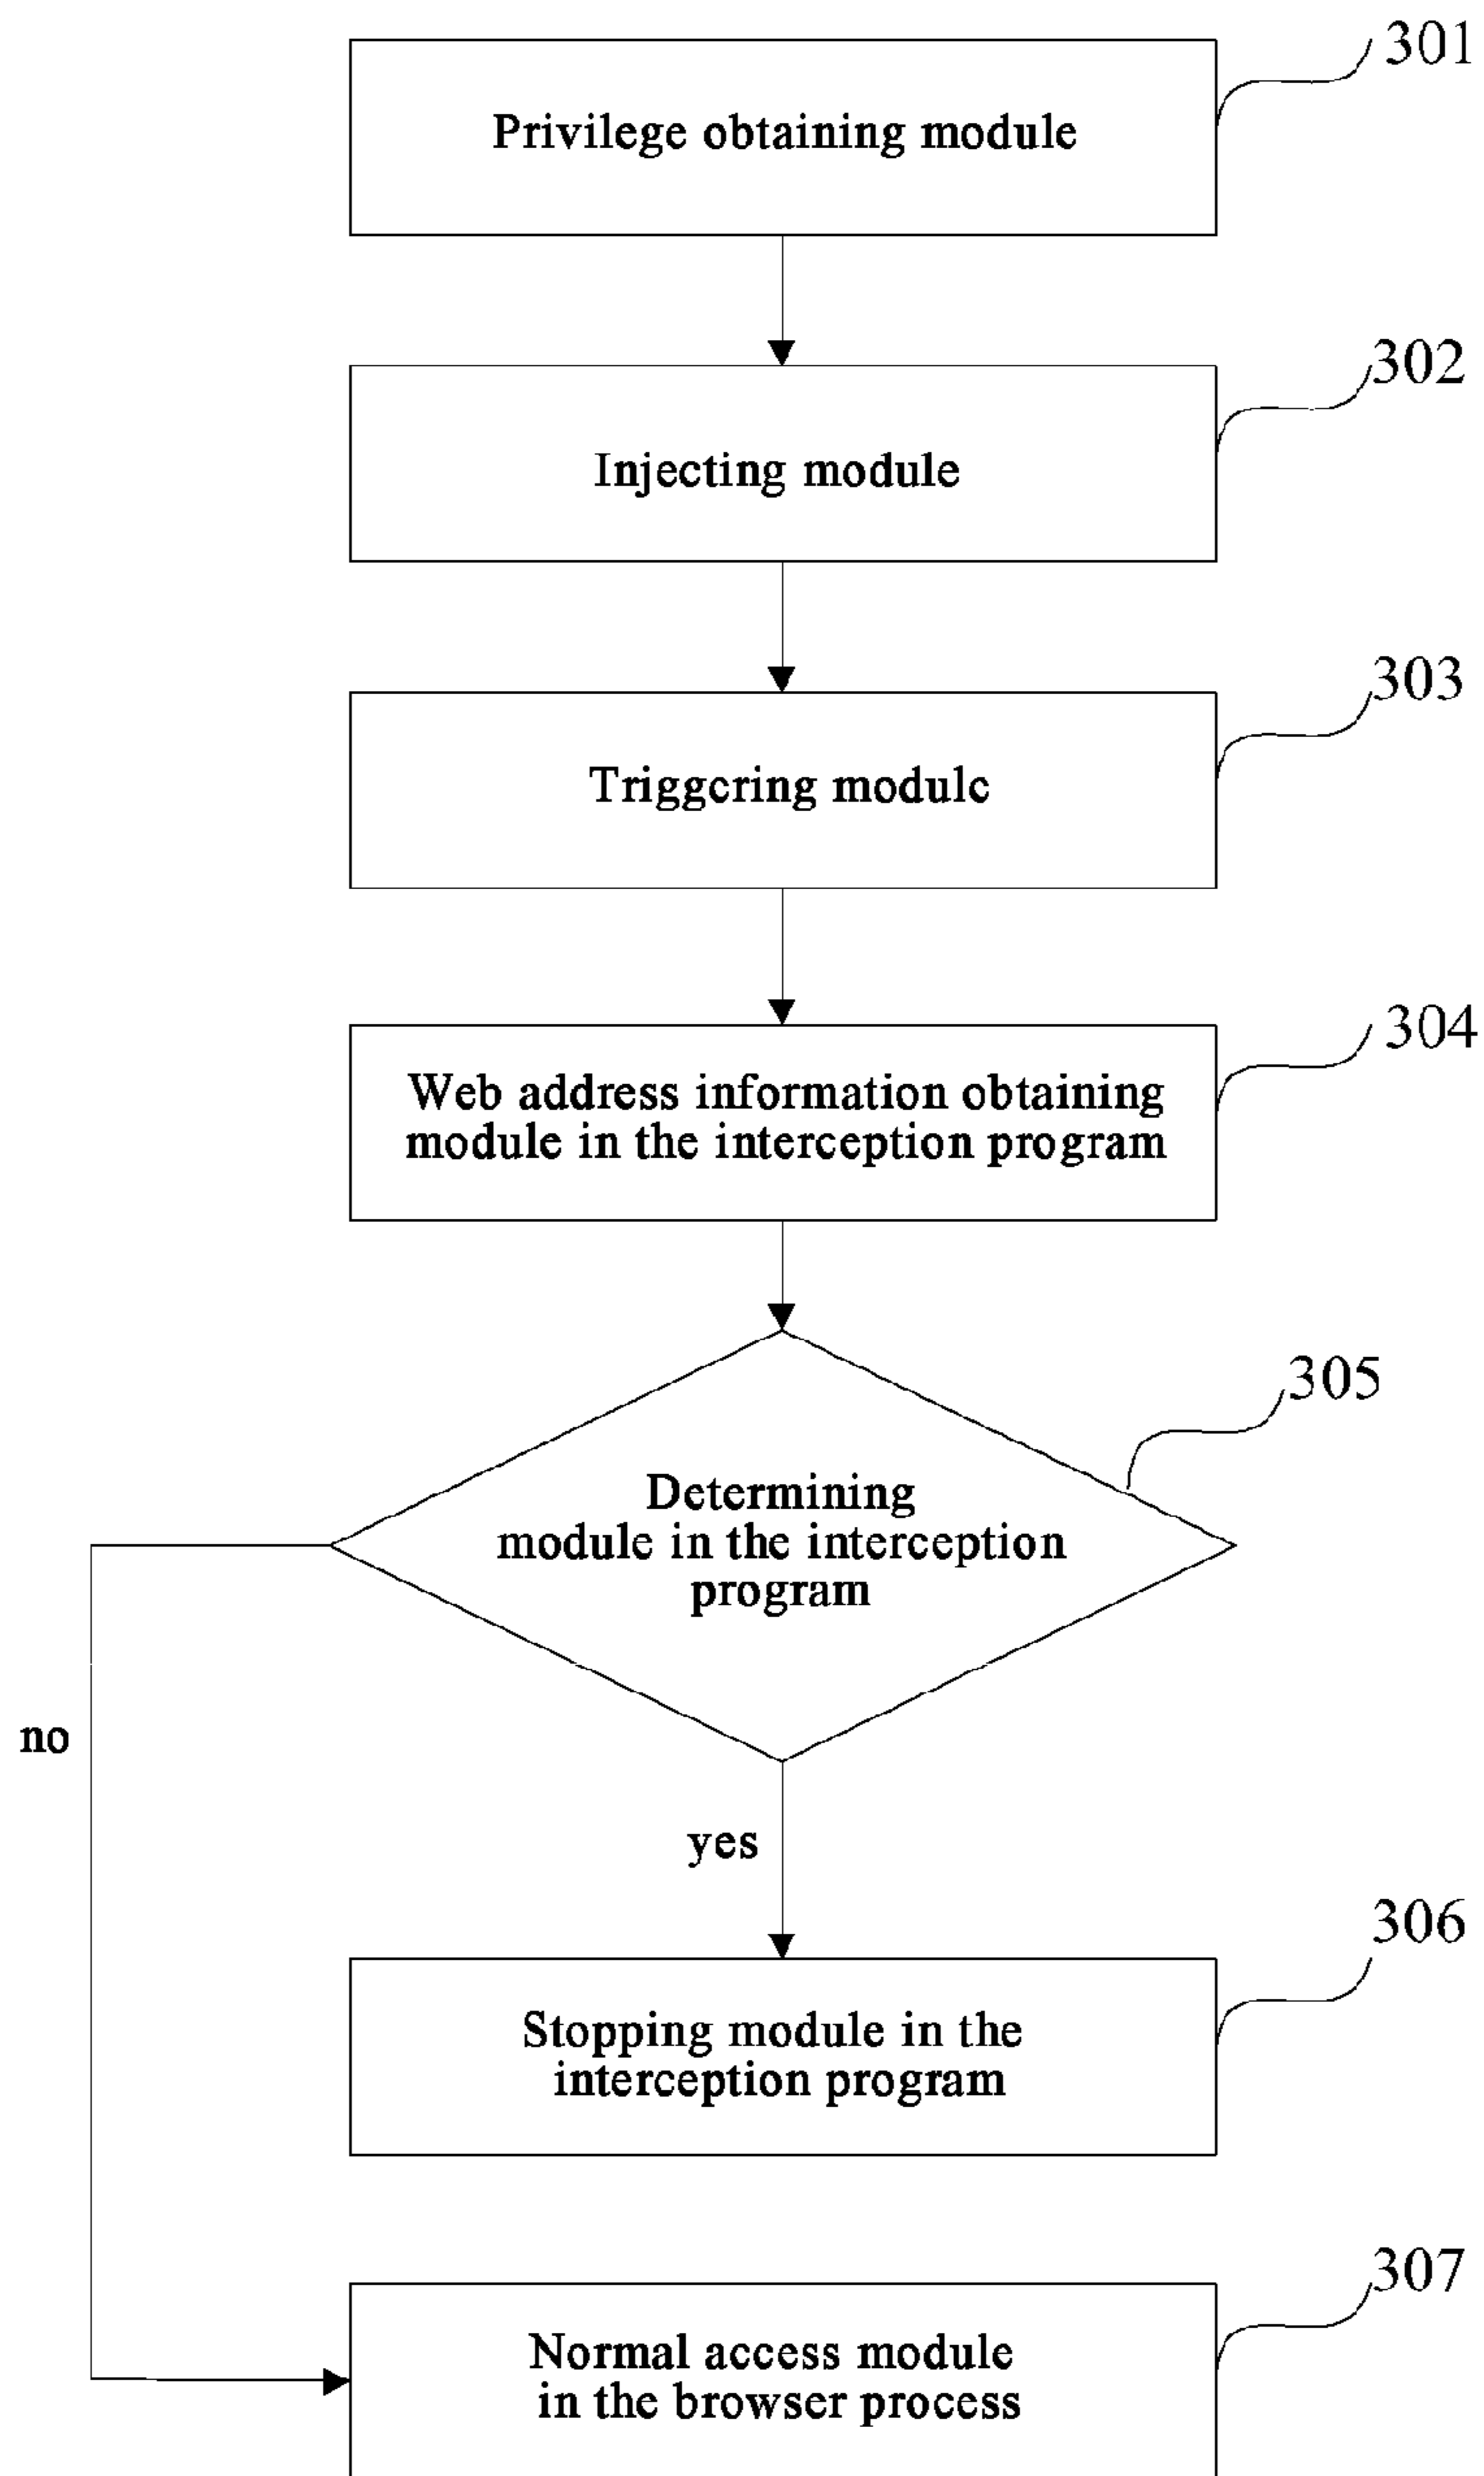 301
Privilege obtaining module
302
Injecting module
303
Triggering module
304
Web address information obtaining
module in the interception program
305
Determining
module in the interception
program
no
yes
306
Stopping module in the
interception program
307
Normal access module
in the browser process